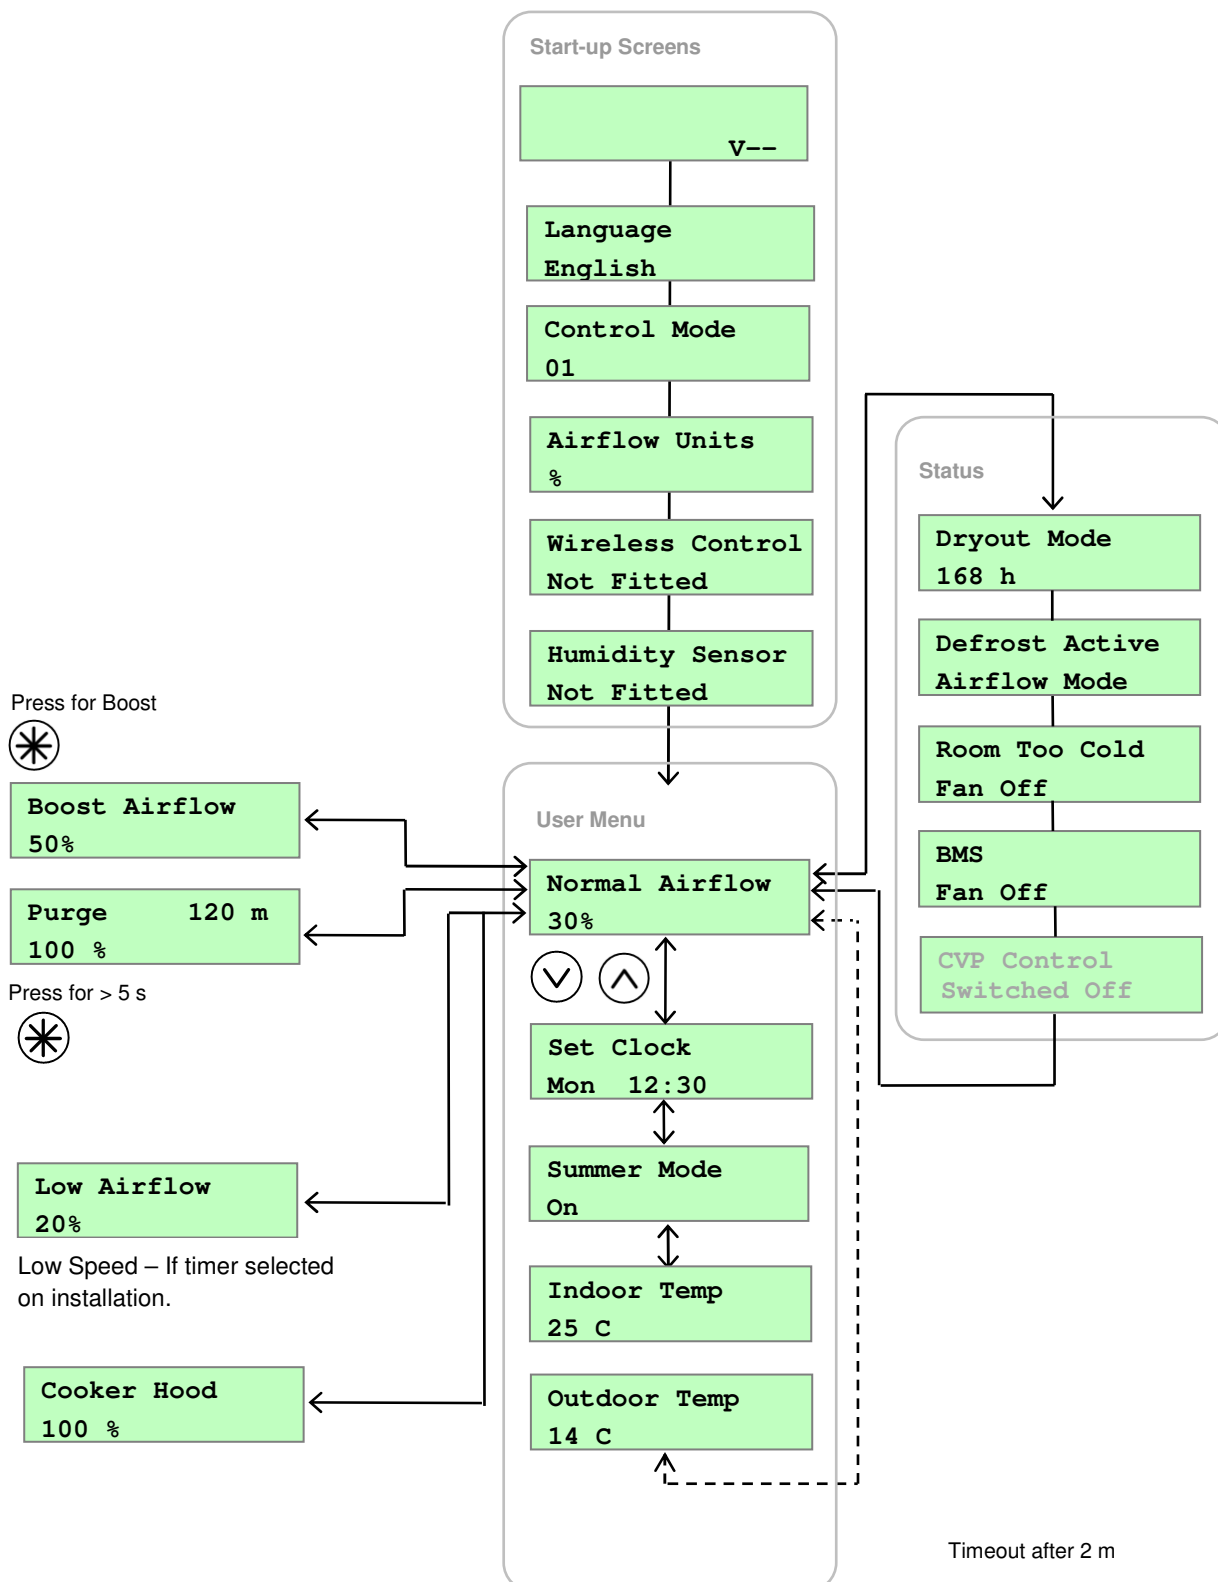 Start-up Screens
V--
Language
English
Control Mode
01
Airflow Units
%
Wireless Control
Not Fitted
Humidity Sensor
Not Fitted
Status
Dryout Mode
168 h
Defrost Active
Airflow Mode
Room Too Cold
Fan Off
BMS
Fan Off
CVP Control
Switched Off
Press for Boost
Boost Airflow
50%
Purge 120 m
100 %
Press for > 5 s
Low Airflow
20%
Low Speed – If timer selected
on installation.
Cooker Hood
100 %
User Menu
Normal Airflow
30%
Set Clock
Mon 12:30
Summer Mode
On
Indoor Temp
25 C
Outdoor Temp
14 C
Timeout after 2 m